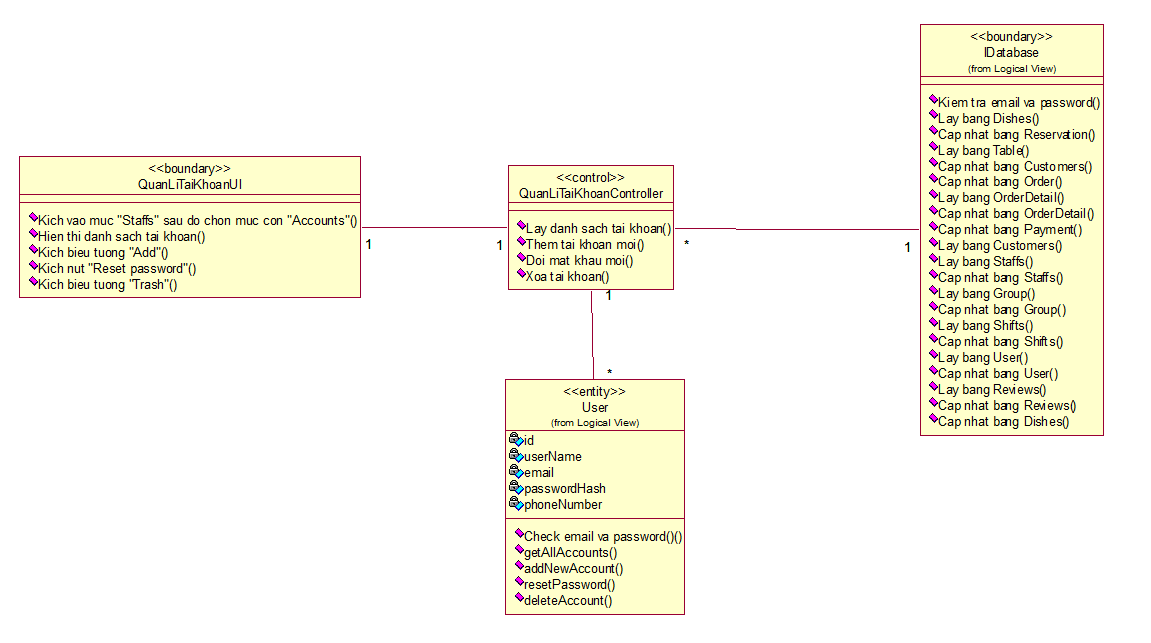 <<boundary>>
QuanLiTaiKhoanUI
Kich vao muc "Staffs" sau do chon muc con "Accounts"()
Hien thi danh sach tai khoan()
Kich bieu tuong "Add"()
Kich nut "Reset password"()
Kich bieu tuong "Trash"()
1
1
<<control>>
QuanLiTaiKhoanController
Lay danh sach tai khoan()
Them tai khoan moi()
Doi mat khau moi()
Xoa tai khoan()
*
1
1
*
<<entity>>
User
(from Logical View)
id
userName
email
passwordHash
phoneNumber
Check email va password()()
getAllAccounts()
addNewAccount()
resetPassword()
deleteAccount()
<<boundary>>
IDatabase
(from Logical View)
Kiem tra email va password()
Lay bang Dishes()
Cap nhat bang Reservation()
Lay bang Table()
Cap nhat bang Customers()
Cap nhat bang Order()
Lay bang OrderDetail()
Cap nhat bang OrderDetail()
Cap nhat bang Payment()
Lay bang Customers()
Lay bang Staffs()
Cap nhat bang Staffs()
Lay bang Group()
Cap nhat bang Group()
Lay bang Shifts()
Cap nhat bang Shifts()
Lay bang User()
Cap nhat bang User()
Lay bang Reviews()
Cap nhat bang Reviews()
Cap nhat bang Dishes()